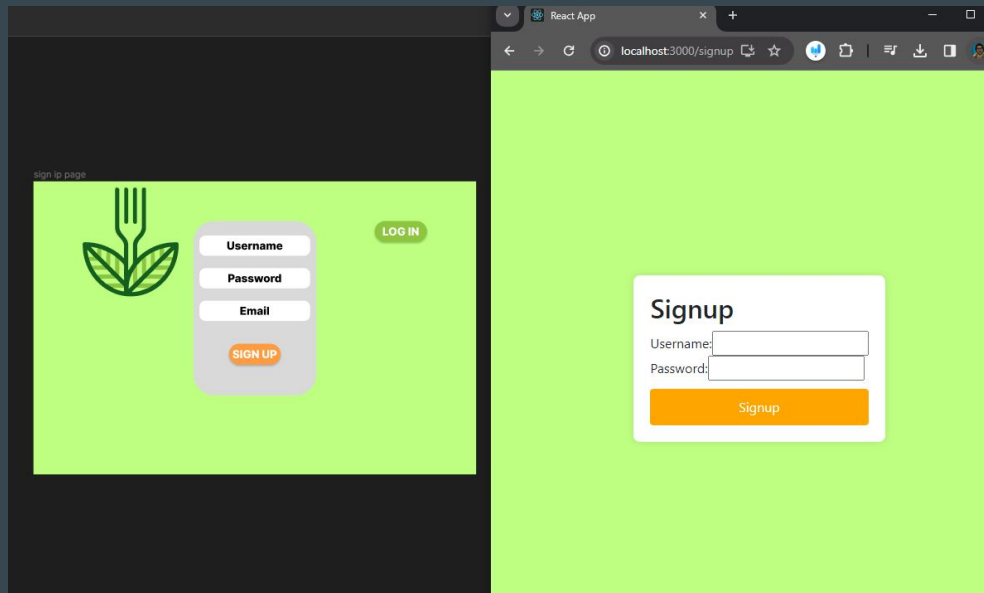 sign ip page
LOG IN
Username
Password
Email
SIGN UP
React App
localhost:3000/signup
Signup
Username:
Password:
Signup